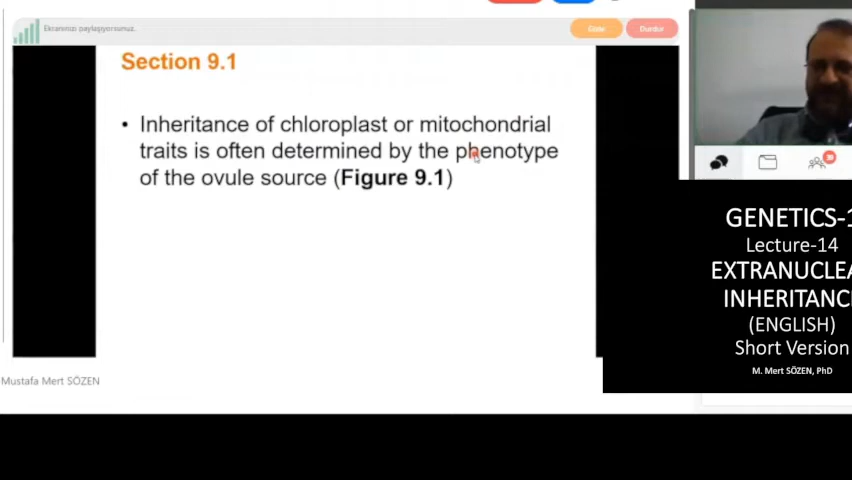 Ekranınızı paylaşıyorsunuz..
Durdur
Section 9.1
• Inheritance of chloroplast or mitochondrial
traits is often determined by the phenotype
of the ovule source (Figure 9.1)
Mustafa Mert SÖZEN
GENETICS-1
Lecture-14
EXTRANUCLEA
INHERITANC
(ENGLISH)
Short Version
M. Mert SÖZEN, PhD